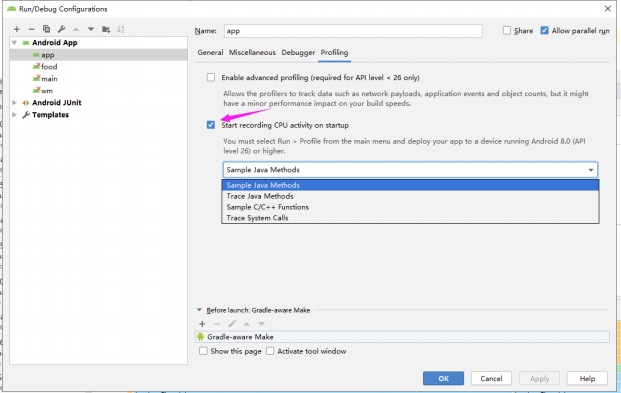 Run/Debug Configurations
Name: app
Share
Allow parallel run
Android App
app
food
main
wm
Android JUnit
Templates
General Miscellaneous Debugger Profiling
Enable advanced profiling (required for API level < 26 only)
Allows the profilers to track data such as network payloads, application events and object counts, but it might
have a minor performance impact on your build speeds.
Start recording CPU activity on startup
You must select Run > Profile from the main menu and deploy your app to a device running Android 8.0 (API
level 26) or higher.
Sample Java Methods
Sample Java Methods
Trace Java Methods
Sample C/C++ Functions
Trace System Calls
Before launch: Gradle-aware Make
Gradle-aware Make
Show this page Activate tool window
OK Cancel Apply Help